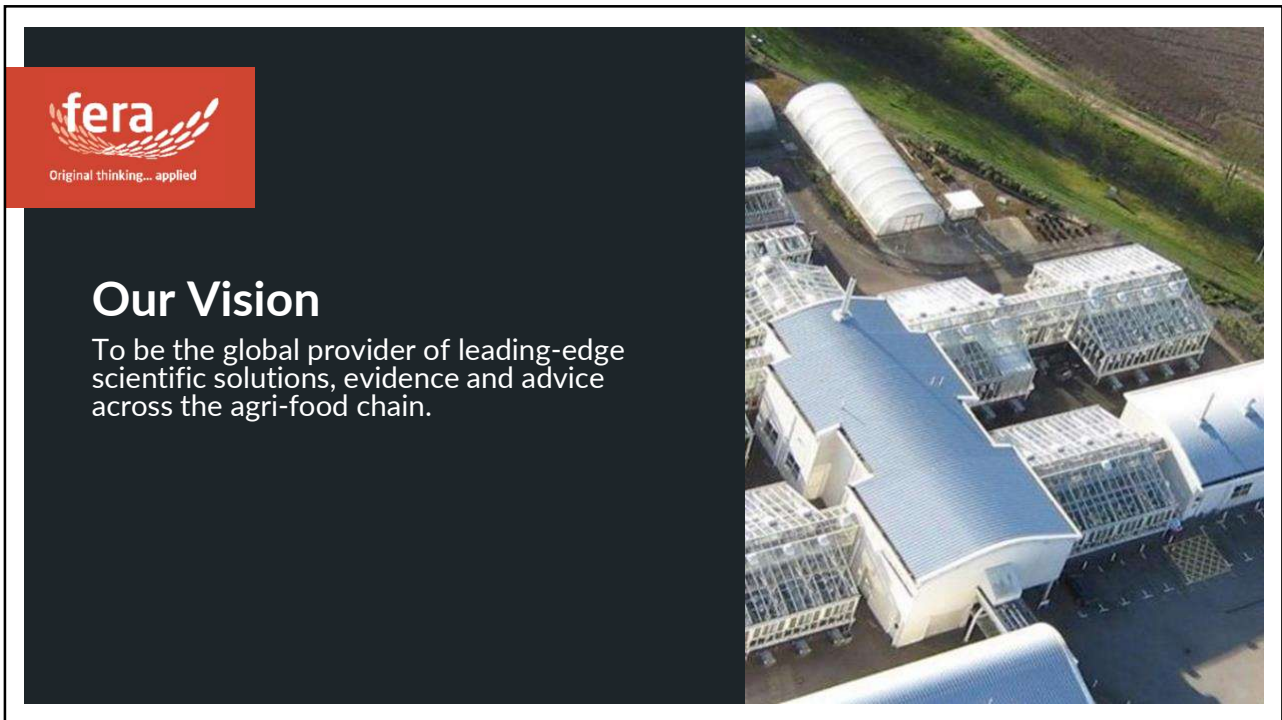 fera
Original thinking... applied
Our Vision
To be the global provider of leading-edge
scientific solutions, evidence and advice
across the agri-food chain.